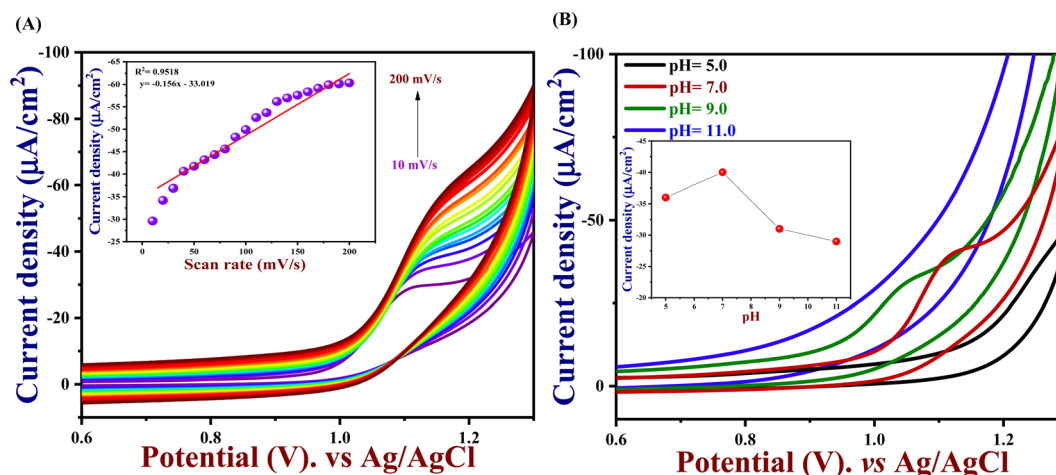 (A)
-100
-80
-60
-40
-20
0
Current density (µA/cm²)
0.6
0.8
1.0
1.2
Potential (V). vs Ag/AgCl
R²= 0.9518
y= -0.156x - 33.019
-65
-60
-55
-50
-45
-40
-35
-30
-25
Current density (µA/cm²)
0
50
100
150
200
Scan rate (mV/s)
200 mV/s
10 mV/s
(B)
-100
-50
0
Current density (µA/cm²)
0.6
0.8
1.0
1.2
Potential (V). vs Ag/AgCl
pH= 5.0
pH= 7.0
pH= 9.0
pH= 11.0
-45
-40
-35
-30
-25
-20
Current density (µA/cm²)
5
6
7
8
9
10
11
pH